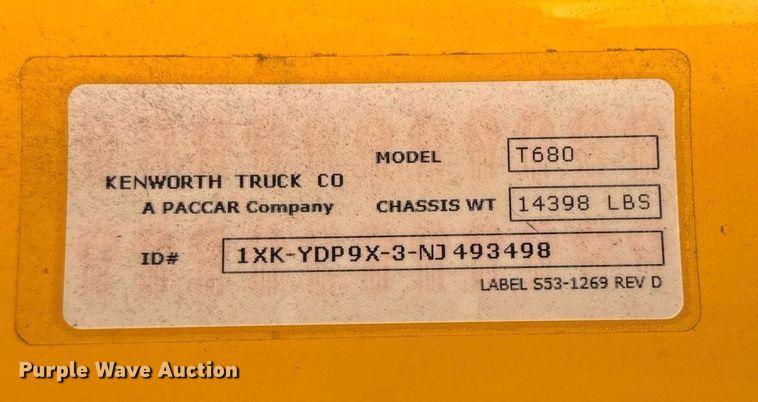 MODEL T680
KENWORTH TRUCK CO
A PACCAR Company
CHASSIS WT 14398 LBS
ID# 1XK-YDP9X-3-NJ493498
LABEL S53-1269 REV D
Purple Wave Auction